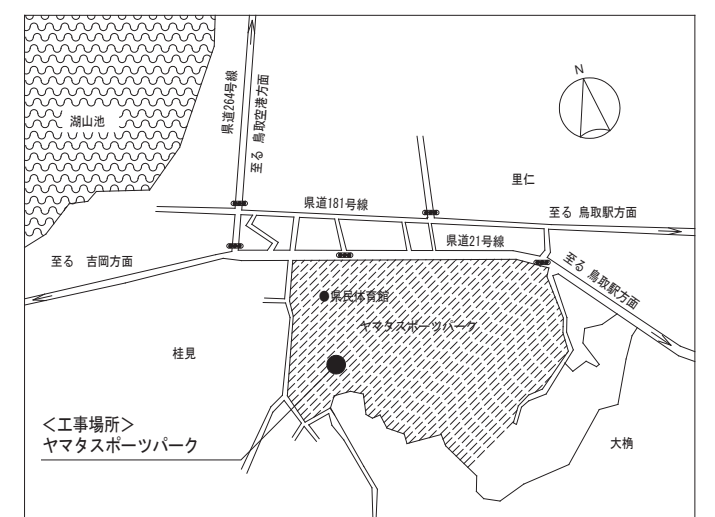 N
湖山池
県道264号線
至る 鳥取空港方面
里仁
県道181号線
至る 鳥取駅方面
県道21号線
至る 吉岡方面
至る 鳥取駅方面
県民体育館
ヤマタスポーツパーク
桂見
<工事場所>
ヤマタスポーツパーク
大桷